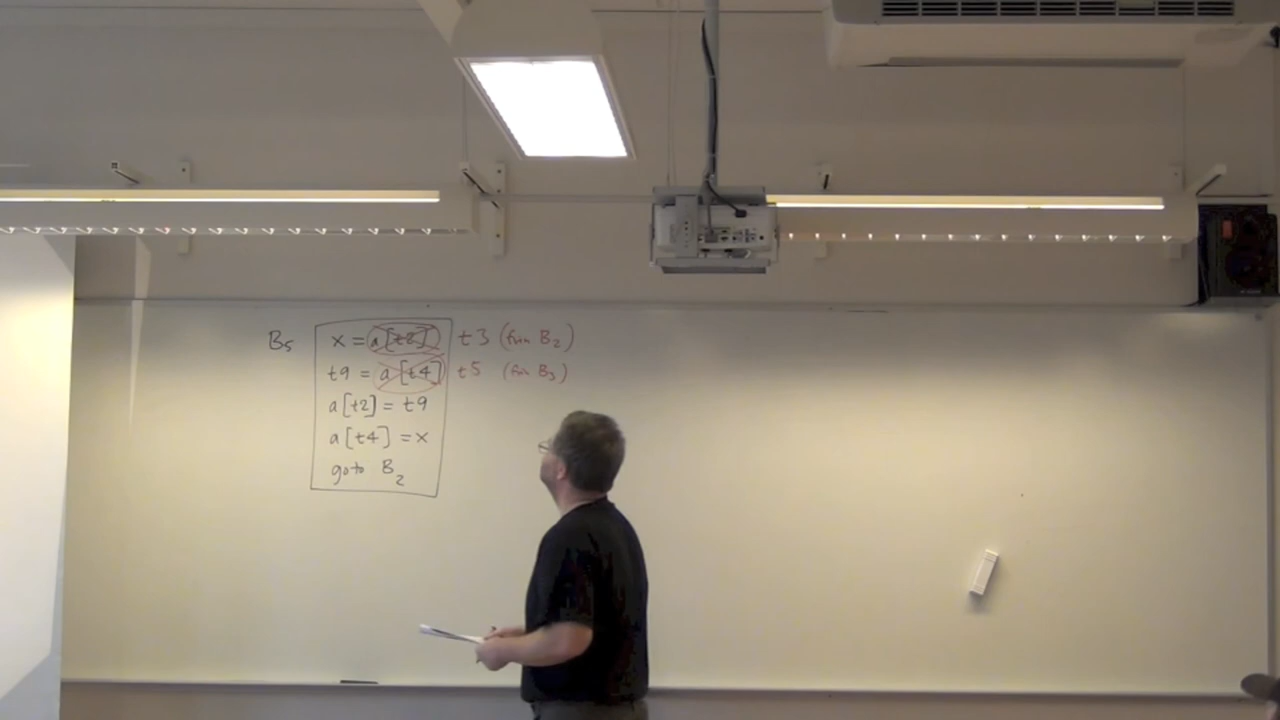 B5 x = a[t2] t3 (from B2)
t9 = a[t4] t5 (from B3)
a[t2] = t9
a[t4] = x
goto B2